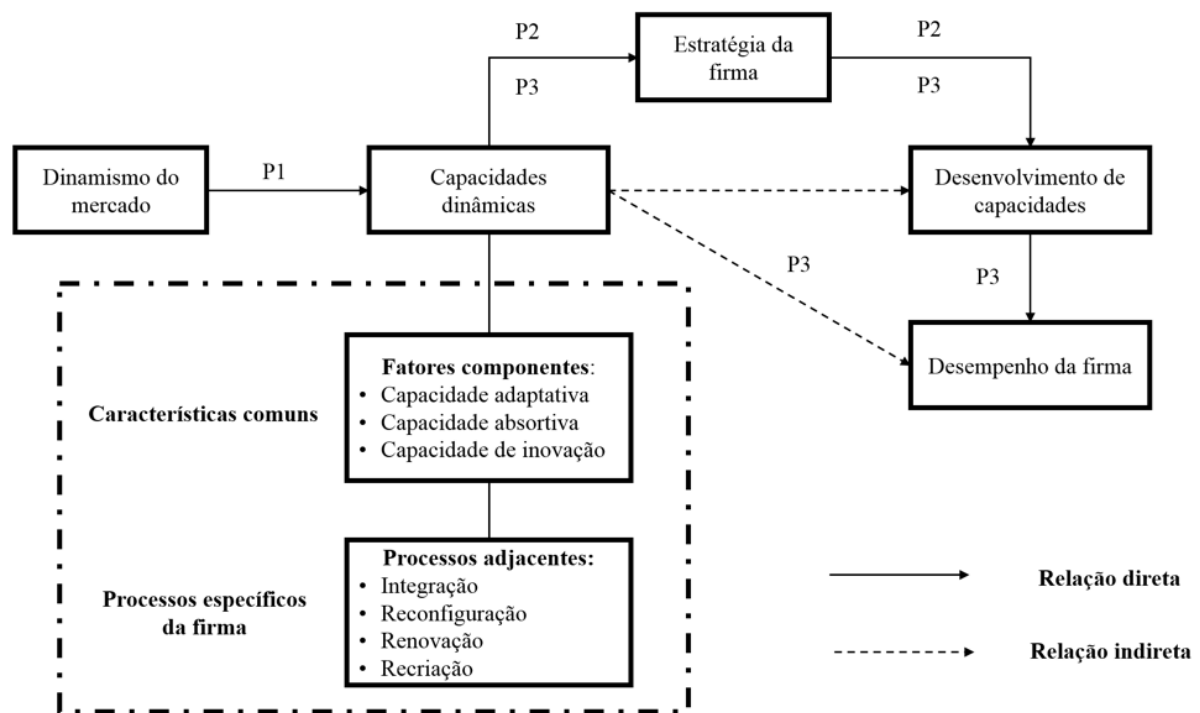 P2
P3
Estratégia da
firma
P2
P3
Dinamismo do
mercado
P1
Capacidades
dinâmicas
Desenvolvimento de
capacidades
P3
P3
Desempenho da firma
Características comuns
Fatores componentes:
• Capacidade adaptativa
• Capacidade absortiva
• Capacidade de inovação
Processos específicos
da firma
Processos adjacentes:
• Integração
• Reconfiguração
• Renovação
• Recriação
Relação direta
Relação indireta